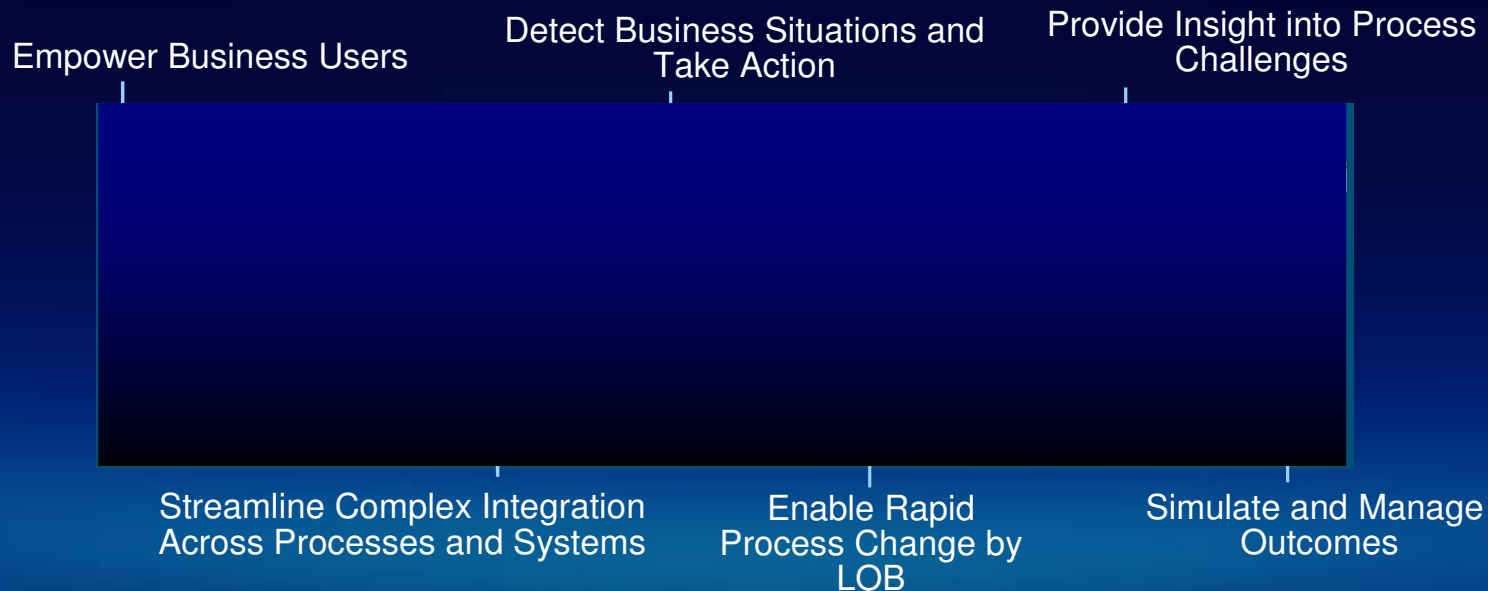 Empower Business Users
Detect Business Situations and
Take Action
Provide Insight into Process
Challenges
Streamline Complex Integration
Across Processes and Systems
Enable Rapid
Process Change by
LOB
Simulate and Manage
Outcomes